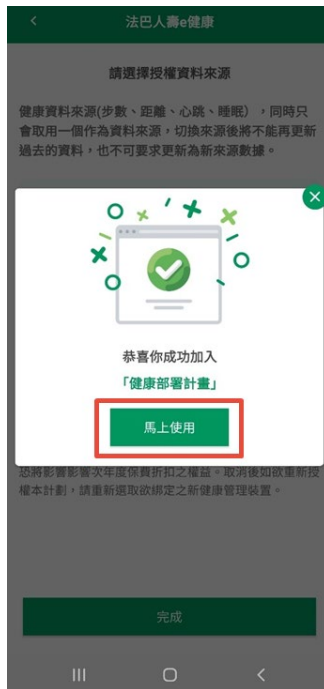 法巴人壽e健康
請選擇授權資料來源
健康資料來源(步數、距離、心跳、睡眠），同時只
會取用一個作為資料來源，切換來源後將不能再更新
過去的資料，也不可要求更新為新來源數據。
恭喜你成功加入
「健康部署計畫」
馬上使用
恐將影響影響次年度保費折扣之權益。取消後如欲重新授
權本計劃，請重新選取欲綁定之新健康管理裝置。
完成